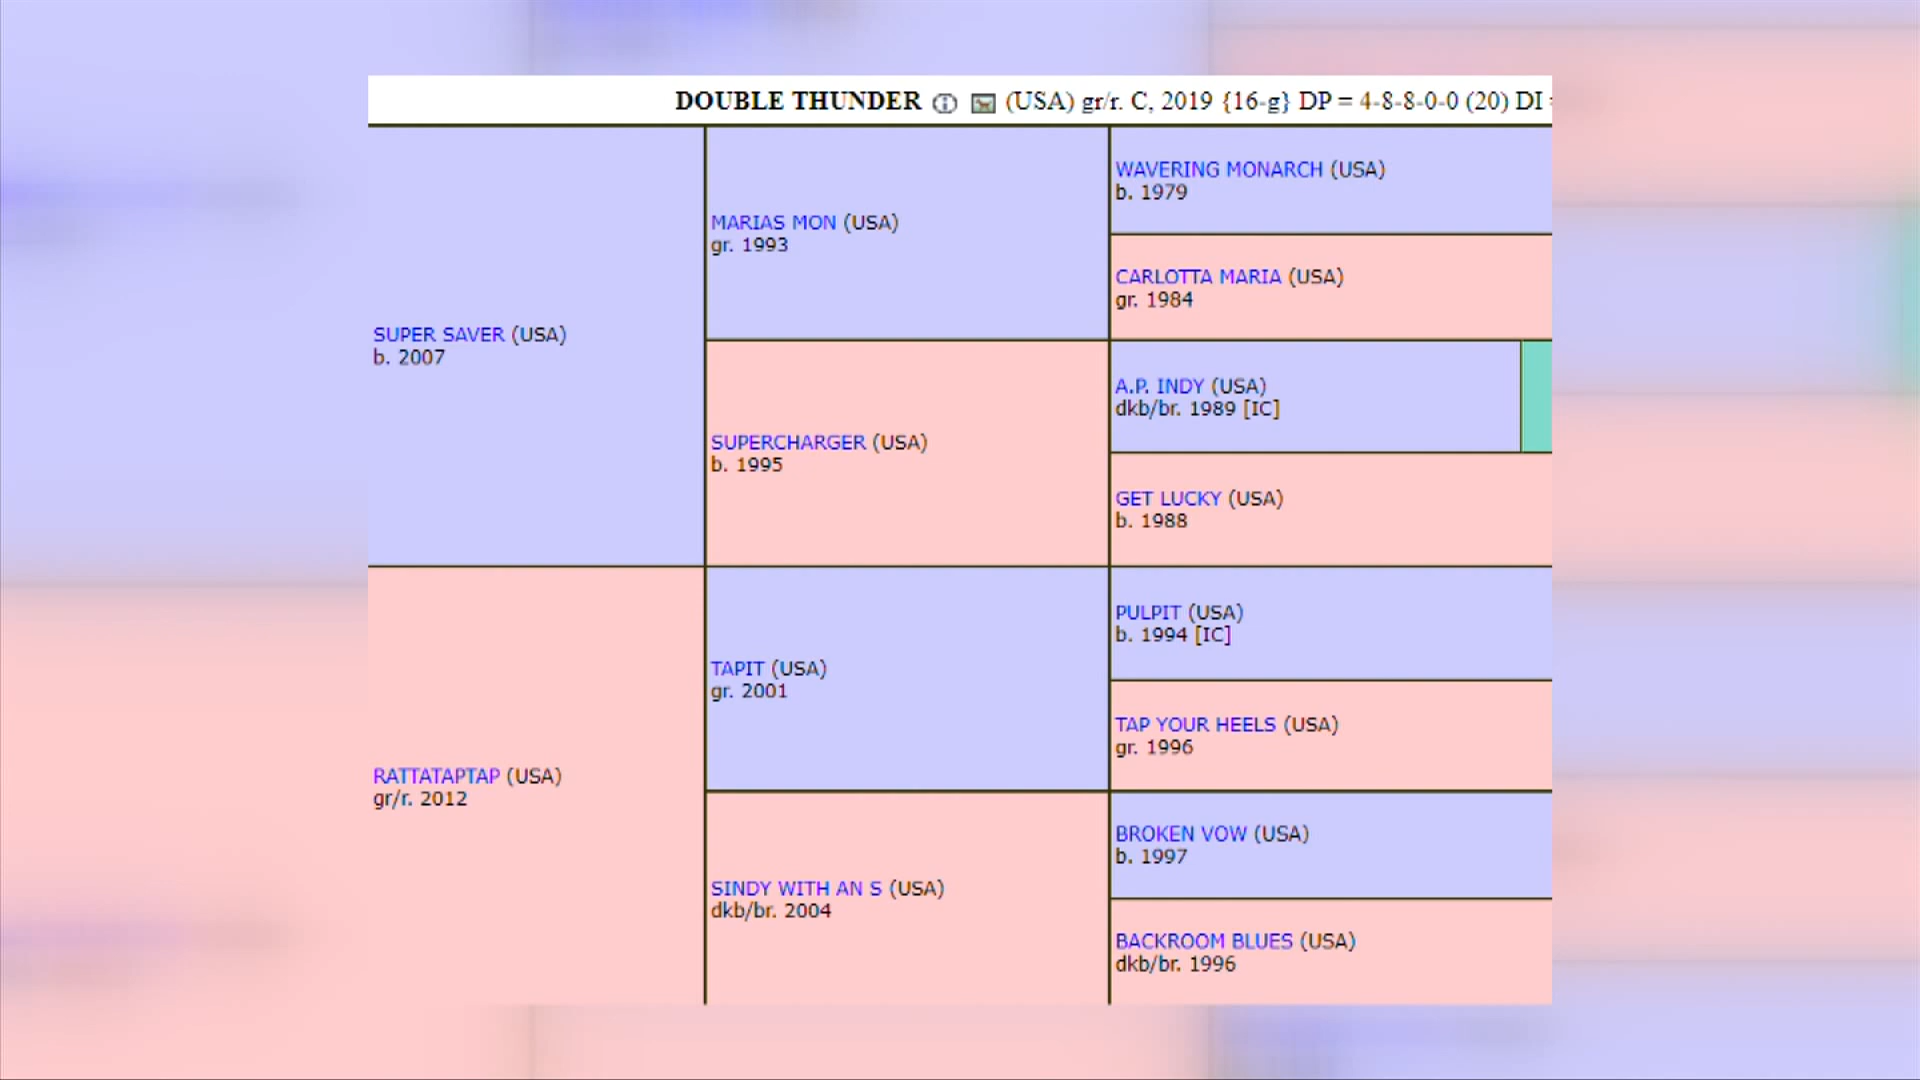 DOUBLE THUNDER (USA) gr/r. C, 2019 {16-g} DP = 4-8-8-0-0 (20) DI
SUPER SAVER (USA)
b. 2007
MARIAS MON (USA)
gr. 1993
WAVERING MONARCH (USA)
b. 1979
CARLOTTA MARIA (USA)
gr. 1984
SUPERCHARGER (USA)
b. 1995
A.P. INDY (USA)
dkb/br. 1989 [IC]
GET LUCKY (USA)
b. 1988
RATTATAPTAP (USA)
gr/r. 2012
TAPIT (USA)
gr. 2001
PULPIT (USA)
b. 1994 [IC]
TAP YOUR HEELS (USA)
gr. 1996
SINDY WITH AN S (USA)
dkb/br. 2004
BROKEN VOW (USA)
b. 1997
BACKROOM BLUES (USA)
dkb/br. 1996